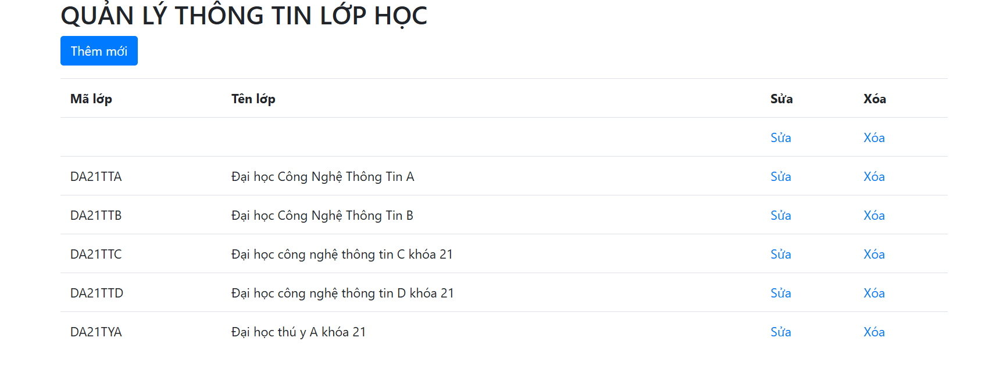 QUẢN LÝ THÔNG TIN LỚP HỌC
Thêm mới
Mã lớp Tên lớp Sửa Xóa
Sửa Xóa
DA21TTA Đại học Công Nghệ Thông Tin A Sửa Xóa
DA21TTB Đại học Công Nghệ Thông Tin B Sửa Xóa
DA21TTC Đại học công nghệ thông tin C khóa 21 Sửa Xóa
DA21TTD Đại học công nghệ thông tin D khóa 21 Sửa Xóa
DA21TYA Đại học thú y A khóa 21 Sửa Xóa